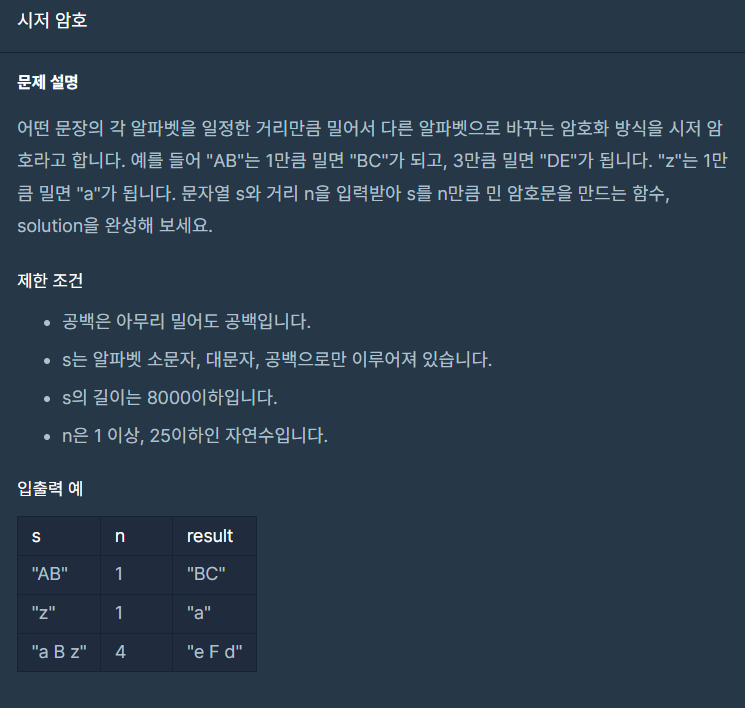 시저 암호
문제 설명
어떤 문장의 각 알파벳을 일정한 거리만큼 밀어서 다른 알파벳으로 바꾸는 암호화 방식을 시저 암
호라고 합니다. 예를 들어 "AB"는 1만큼 밀면 "BC"가 되고, 3만큼 밀면 "DE"가 됩니다. "z"는 1만
큼 밀면 "a"가 됩니다. 문자열 s와 거리 n을 입력받아 s를 n만큼 민 암호문을 만드는 함수,
solution을 완성해 보세요.
제한 조건
• 공백은 아무리 밀어도 공백입니다.
• s는 알파벳 소문자, 대문자, 공백으로만 이루어져 있습니다.
• s의 길이는 8000이하입니다.
• n은 1 이상, 25이하인 자연수입니다.
입출력 예
s n result
"AB" 1 "BC"
"z" 1 "a"
"a B z" 4 "e F d"